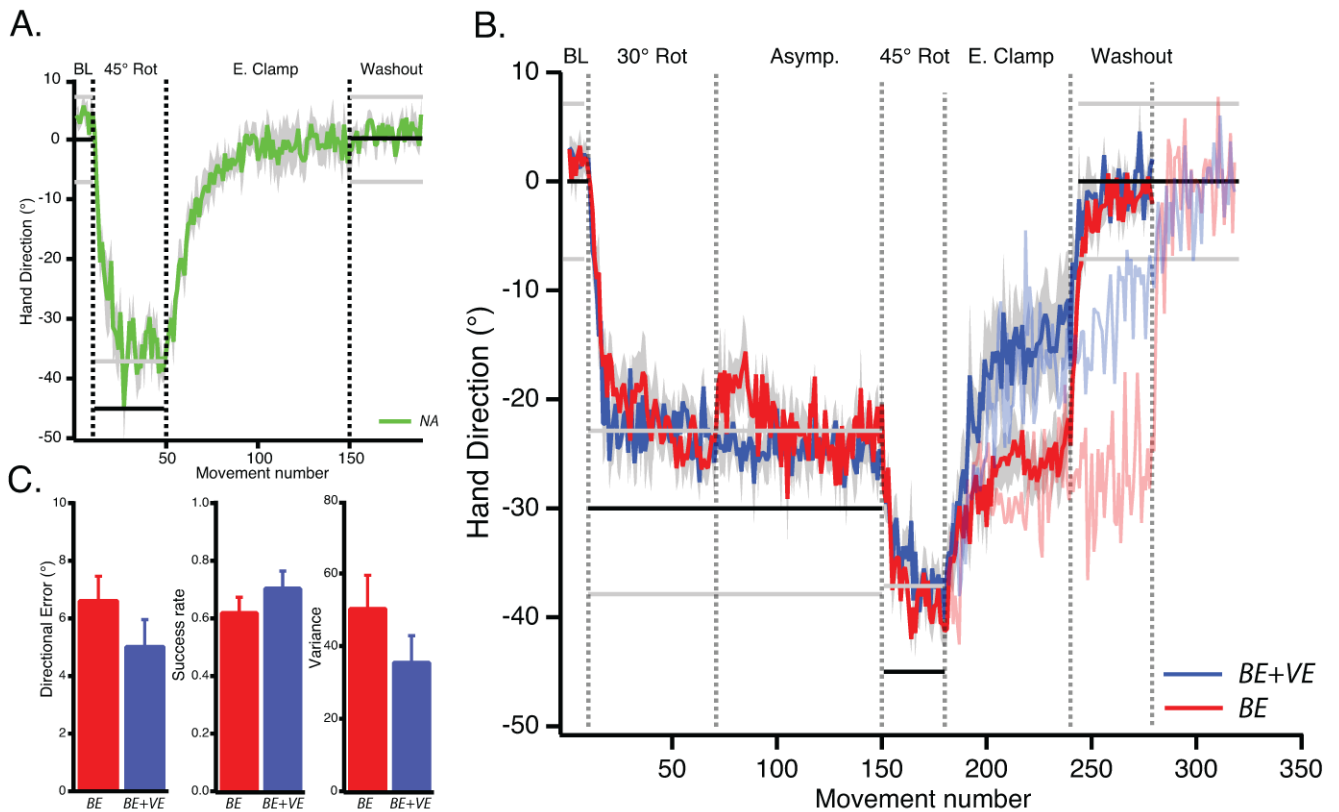 A.
BL 45° Rot E. Clamp Washout
10
0
-10
-20
-30
-40
-50
Hand Direction (°)
50 100 150
Movement number
NA
B.
BL 30° Rot Asymp. 45° Rot E. Clamp Washout
10
0
-10
-20
-30
-40
-50
Hand Direction (°)
50 100 150 200 250 300 350
Movement number
BE+VE
BE
C.
10
8
6
4
2
0
Directional Error (°)
BE BE+VE
1.0
0.8
0.6
0.4
0.2
0.0
Success rate
BE BE+VE
80
60
40
20
0
Variance
BE BE+VE